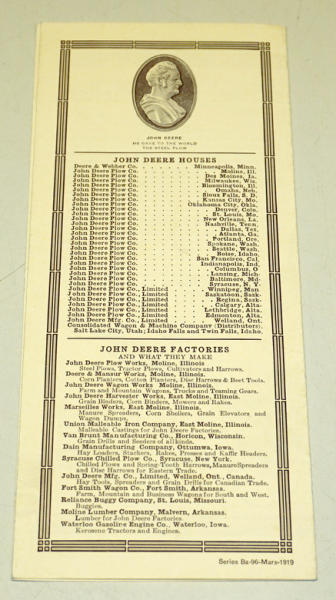 JOHN DEERE
HE GAVE TO THE WORLD
THE STEEL PLOW
JOHN DEERE HOUSES
Deere & Webber Co. . . . . . . . Minneapolis, Minn.
John Deere Plow Co. . . . . . . . Moline, Ill.
John Deere Plow Co. . . . . . . . Des Moines, Ia.
John Deere Plow Co. . . . . . . . Milwaukee, Wis.
John Deere Plow Co. . . . . . . . Bloomington, Ill.
John Deere Plow Co. . . . . . . . Omaha, Neb.
John Deere Plow Co. . . . . . . . Sioux Falls, S. D.
John Deere Plow Co. . . . . . . . Kansas City, Mo.
John Deere Plow Co. . . . . . . . Oklahoma City, Okla.
John Deere Plow Co. . . . . . . . Denver, Colo.
John Deere Plow Co. . . . . . . . St. Louis, Mo.
John Deere Plow Co. . . . . . . . New Orleans, La.
John Deere Plow Co. . . . . . . . Nashville, Tenn.
John Deere Plow Co. . . . . . . . Dallas, Tex.
John Deere Plow Co. . . . . . . . Atlanta, Ga.
John Deere Plow Co. . . . . . . . Portland, Ore.
John Deere Plow Co. . . . . . . . Spokane, Wash.
John Deere Plow Co. . . . . . . . Seattle, Wash.
John Deere Plow Co. . . . . . . . Boise, Idaho
John Deere Plow Co. . . . . . . . San Francisco, Cal.
John Deere Plow Co. . . . . . . . Indianapolis, Ind.
John Deere Plow Co. . . . . . . . Columbus, O.
John Deere Plow Co. . . . . . . . Lansing, Mich.
John Deere Plow Co. . . . . . . . Baltimore, Md.
John Deere Plow Co. . . . . . . . Syracuse, N. Y.
John Deere Plow Co., Limited . . . . . Winnipeg, Man.
John Deere Plow Co., Limited . . . . . Saskatoon, Sask.
John Deere Plow Co., Limited . . . . . Regina, Sask.
John Deere Plow Co., Limited . . . . . Calgary, Alta.
John Deere Plow Co., Limited . . . . . Lethbridge, Alta.
John Deere Plow Co., Limited . . . . . Edmonton, Alta.
John Deere Mfg. Co., Limited . . . . . Welland, Ont.
Consolidated Wagon & Machine Company (Distributors),
Salt Lake City, Utah; Idaho Falls and Twin Falls, Idaho.
JOHN DEERE FACTORIES
AND WHAT THEY MAKE
John Deere Plow Works, Moline, Illinois
Steel Plows, Tractor Plows, Cultivators and Harrows.
Deere & Mansur Works, Moline, Illinois.
Corn Planters, Cotton Planters, Disc Harrows & Beet Tools.
John Deere Wagon Works Moline, Illinois.
Farm and Mountain Wagons, Trucks and Teaming Gears.
John Deere Harvester Works, East Moline, Illinois.
Grain Binders, Corn Binders, Mowers and Rakes.
Marseilles Works, East Moline, Illinois.
Manure Spreaders, Corn Shellers, Grain Elevators and
Wagon Dumps.
Union Malleable Iron Company, East Moline, Illinois.
Malleable Castings for John Deere Factories.
Van Brunt Manufacturing Co., Horicon, Wisconsin.
Grain Drills and Seeders of all kinds.
Dain Manufacturing Company, Ottumwa, Iowa.
Hay Loaders, Stackers, Rakes, Presses and Kaffir Headers.
Syracuse Chilled Plow Co., Syracuse, New York.
Chilled Plows and Spring-Tooth Harrows, Manure Spreaders
and Disc Harrows for Eastern Trade.
John Deere Mfg. Co., Limited, Welland, Ont., Canada.
Hay Tools, Spreaders and Grain Drills for Canadian Trade.
Fort Smith Wagon Co., Fort Smith, Arkansas.
Farm, Mountain and Business Wagons for South and West.
Reliance Buggy Company, St. Louis, Missouri.
Buggies.
Moline Lumber Company, Malvern, Arkansas.
Lumber for John Deere Factories.
Waterloo Gasoline Engine Co., Waterloo, Iowa.
Kerosene Tractors and Engines.
Series Ba-96-Mars-1919